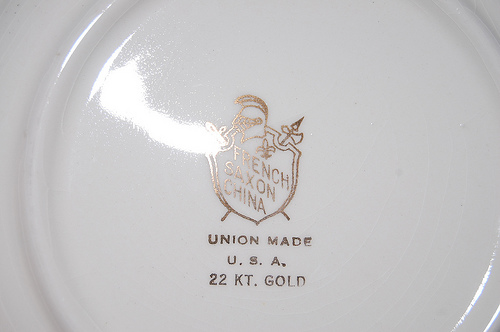 FRENCH
SAXON
CHINA
UNION MADE
U. S. A.
22 KT. GOLD